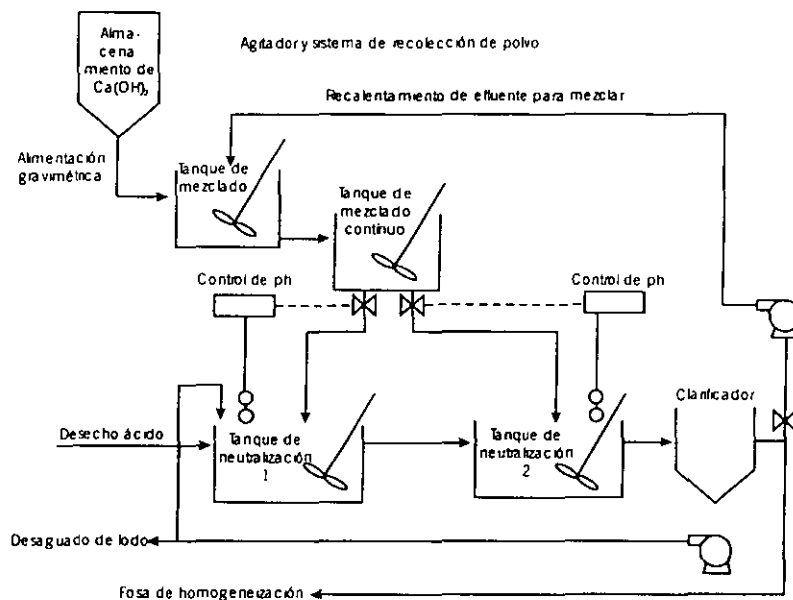 Alma-
cena
miento de
Ca(OH)₂
Agitador y sistema de recolección de polvo
Recalentamiento de effuente para mezclar
Alimentación
gravimétrica
Tanque de
mezclado
Tanque de
mezclado
contínuo
Control de ph
Control de ph
Desecho ácido
Tanque de
neutralización
1
Tanque de
neutralización
2
Clarificador
Desaguado de lodo
Fosa de homogeneización